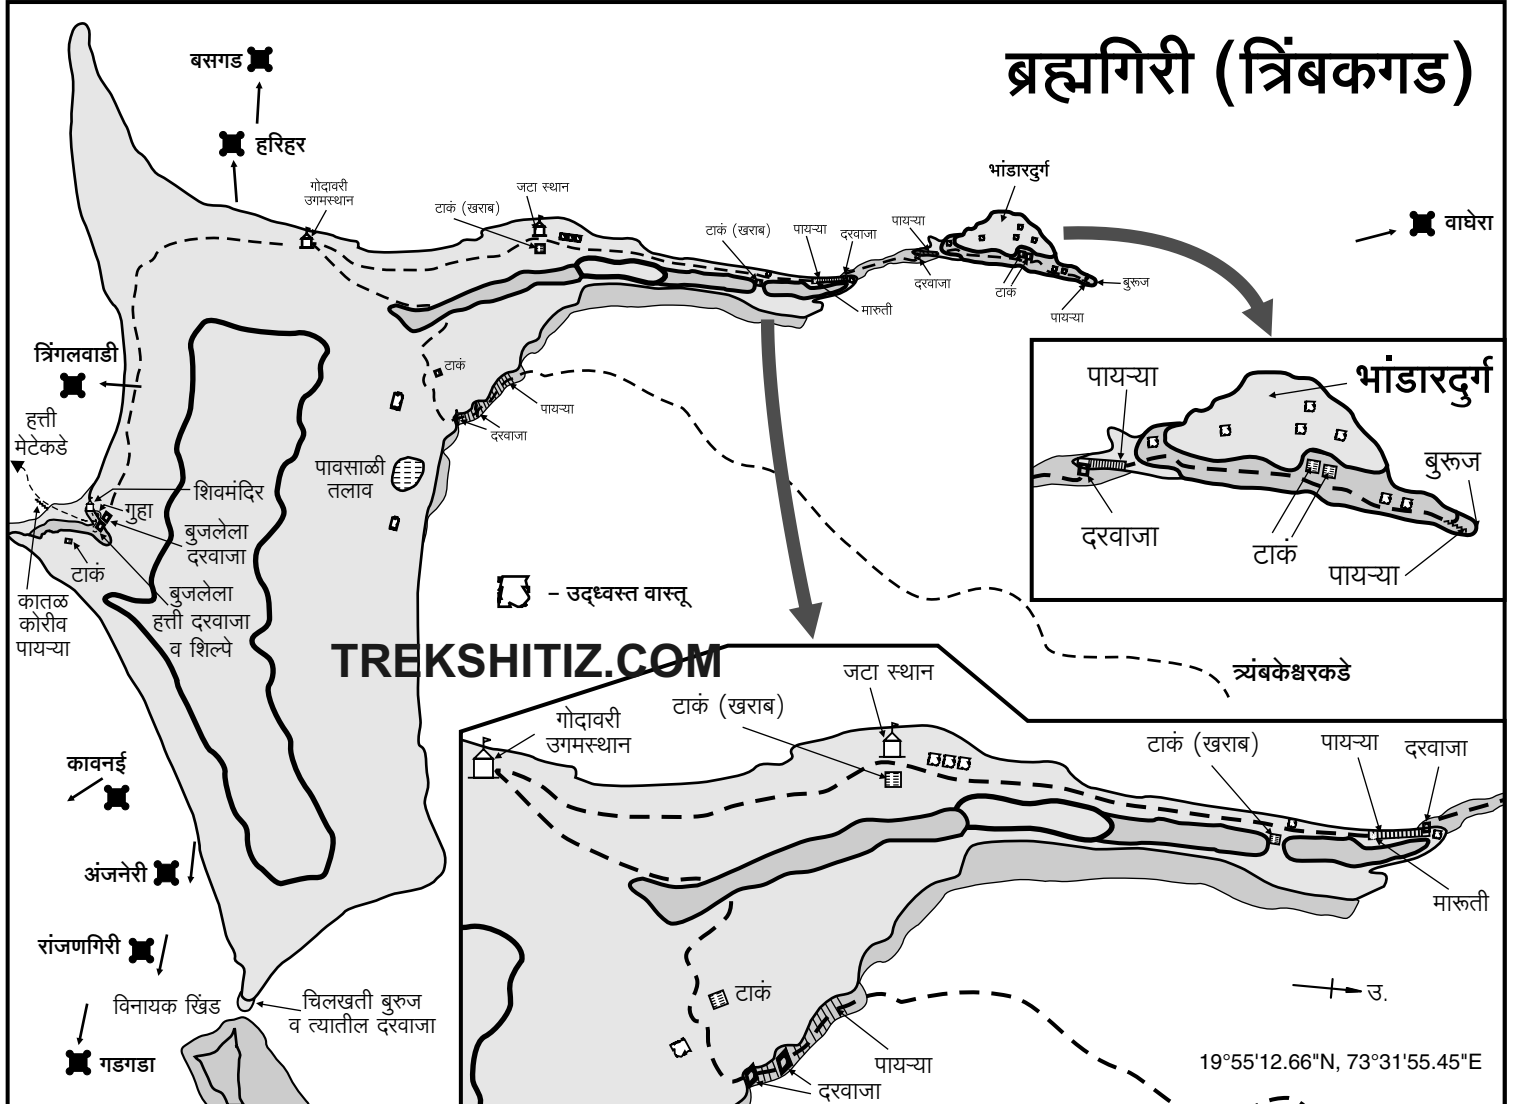 ब्रह्मगिरी (त्रिंबकगड)
बसगड
हरिहर
गोदावरी
उगमस्थान
टाकं (खराब)
जटा स्थान
टाकं (खराब)
पायऱ्या
दरवाजा
मारुती
पायऱ्या
दरवाजा
भांडारदुर्ग
टाकं
पायऱ्या
बुरूज
वाघेरा
त्रिंगलवाडी
हत्ती
मेटेकडे
टाकं
पायऱ्या
दरवाजा
पावसाळी
तलाव
शिवमंदिर
गुहा
बुजलेला
दरवाजा
टाकं
कातळ
कोरीव
पायऱ्या
बुजलेला
हत्ती दरवाजा
व शिल्पे
- उद्ध्वस्त वास्तू
पायऱ्या
भांडारदुर्ग
बुरूज
दरवाजा
टाकं
पायऱ्या
TREKSHITIZ.COM
त्र्यंबकेश्वरकडे
कावनई
अंजनेरी
रांजणगिरी
विनायक खिंड
चिलखती बुरुज
व त्यातील दरवाजा
गडगडा
गोदावरी
उगमस्थान
टाकं (खराब)
जटा स्थान
टाकं (खराब)
पायऱ्या
दरवाजा
मारूती
टाकं
पायऱ्या
दरवाजा
उ.
19°55'12.66"N, 73°31'55.45"E